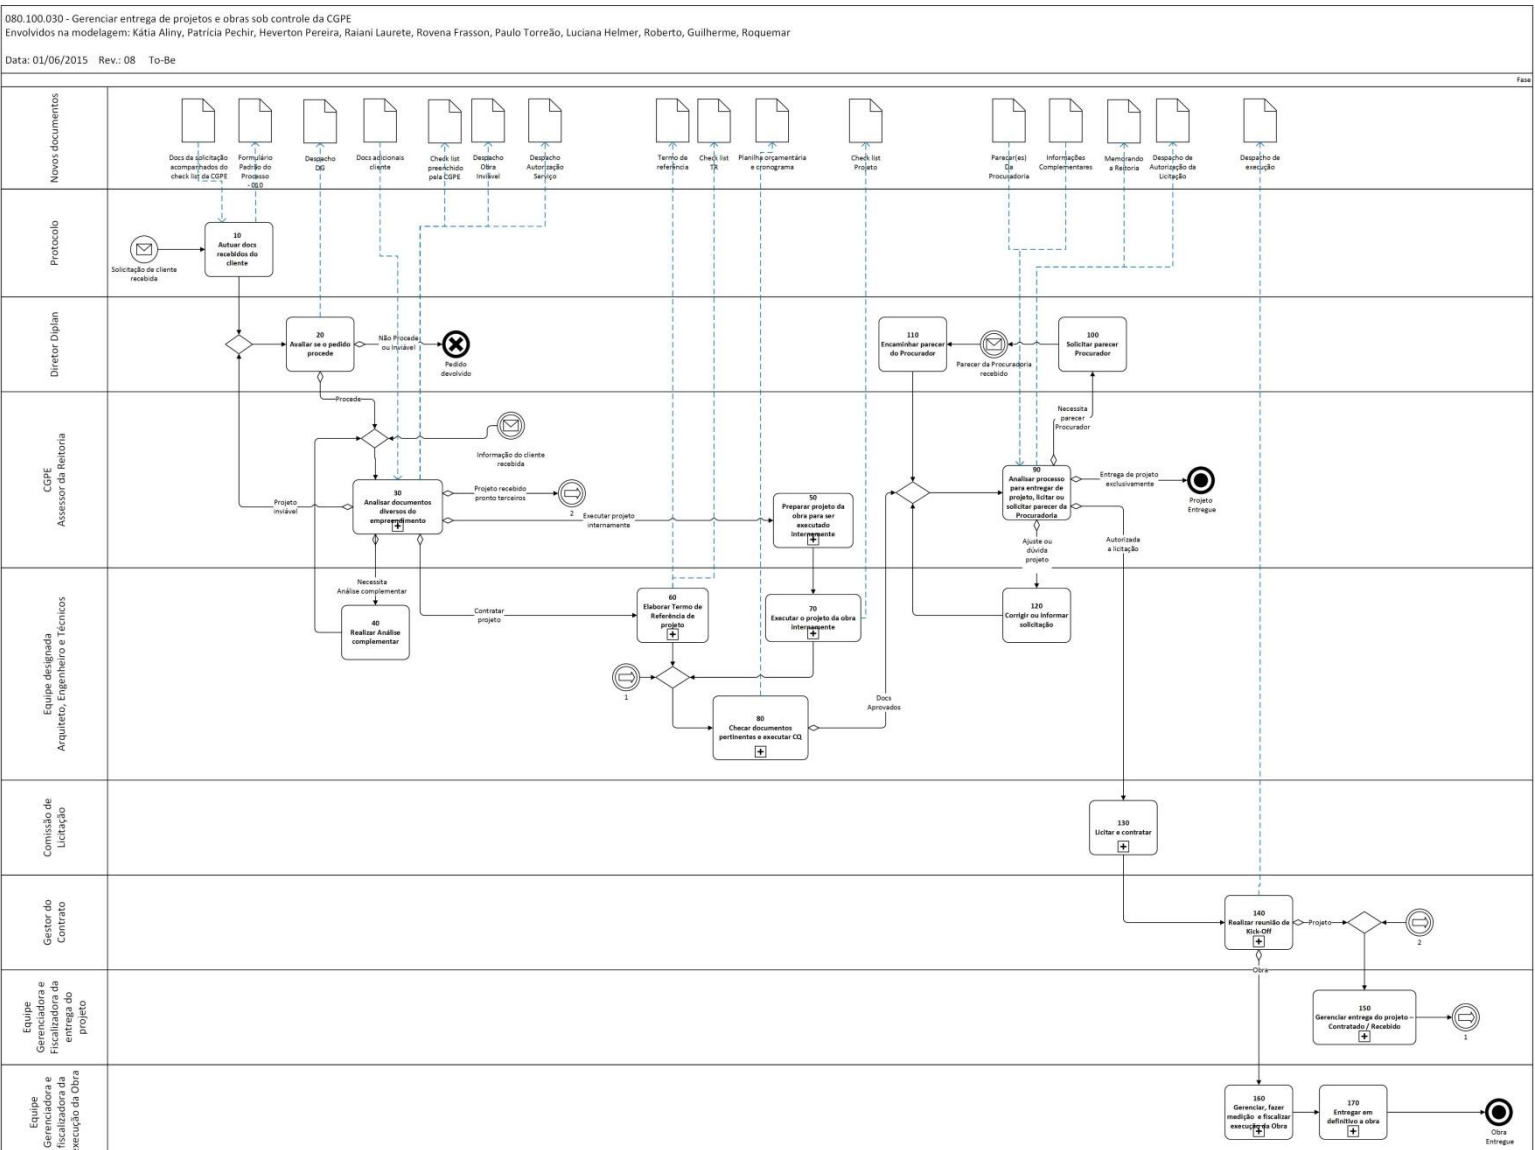 080.100.030 - Gerenciar entrega de projetos e obras sob controle da CGPE
Envolvidos na modelagem: Kátia Aliny, Patrícia Pechir, Heverton Pereira, Raiani Laurete, Rovena Frasson, Paulo Torreão, Luciana Helmer, Roberto, Guilherme, Roquemar
Data: 01/06/2015 Rev.: 08 To-Be
Fase
Novos documentos
Docs da solicitação
acompanhados do
check list da CGPE
Formulário
Padrão do
Processo
- 010
Despacho
DG
Docs adicionais
cliente
Check list
preenchido
pela CGPE
Despacho
Obra
Inviável
Despacho
Autorização
Serviço
Termo de
referência
Check list
TR
Planilha orçamentária
e cronograma
Check list
Projeto
Parecer(es)
Da
Procuradoria
Informações
Complementares
Memorando
a Reitoria
Despacho de
Autorização de
Licitação
Despacho de
execução
Protocolo
Solicitação de cliente
recebida
10
Autuar docs
recebidos do
cliente
Diretor Diplan
20
Avaliar se o pedido
procede
Não Procede
ou Inviável
Pedido
devolvido
Procede
110
Encaminhar parecer
do Procurador
Parecer da Procuradoria
recebido
100
Solicitar parecer
Procurador
CGPE
Assessor da Reitoria
Informação do cliente
recebida
30
Analisar documentos
diversos do
empreendimento
Projeto
inviável
Projeto recebido
pronto terceiros
2
Executar projeto
internamente
50
Preparar projeto da
obra para ser
executado
internamente
Necessita
parecer
Procurador
90
Analisar processo
para entregar de
projeto, licitar ou
solicitar parecer da
Procuradoria
Entrega de projeto
exclusivamente
Projeto
Entregue
Ajuste ou
dúvida
projeto
Autorizada
a licitação
Equipe designada
Arquiteto, Engenheiro e Técnicos
Necessita
Análise complementar
40
Realizar Análise
complementar
Contratar
projeto
60
Elaborar Termo de
Referência de
projeto
70
Executar o projeto da obra
internamente
1
80
Checar documentos
pertinentes e executar CQ
Docs
Aprovados
120
Corrigir ou informar
solicitação
Comissão de
Licitação
130
Licitar e contratar
Gestor do
Contrato
140
Realizar reunião de
Kick-Off
Projeto
2
Obra
Equipe
Gerenciadora e
Fiscalizadora da
entrega do
projeto
150
Gerenciar entrega do projeto –
Contratado / Recebido
1
Equipe
Gerenciadora e
fiscalizadora da
execução da Obra
160
Gerenciar, fazer
medição e fiscalizar
execução da Obra
170
Entregar em
definitivo a obra
Obra
Entregue